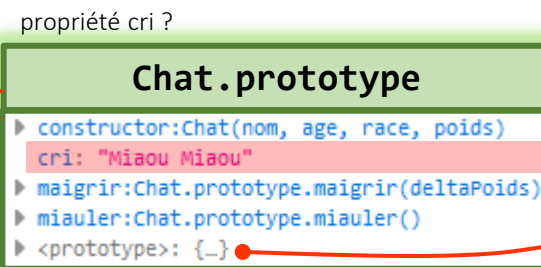 propriété cri ?
Chat.prototype
constructor:Chat(nom, age, race, poids)
cri: "Miaou Miaou"
maigrir:Chat.prototype.maigrir(deltaPoids)
miauler:Chat.prototype.miauler()
<prototype>: {…}